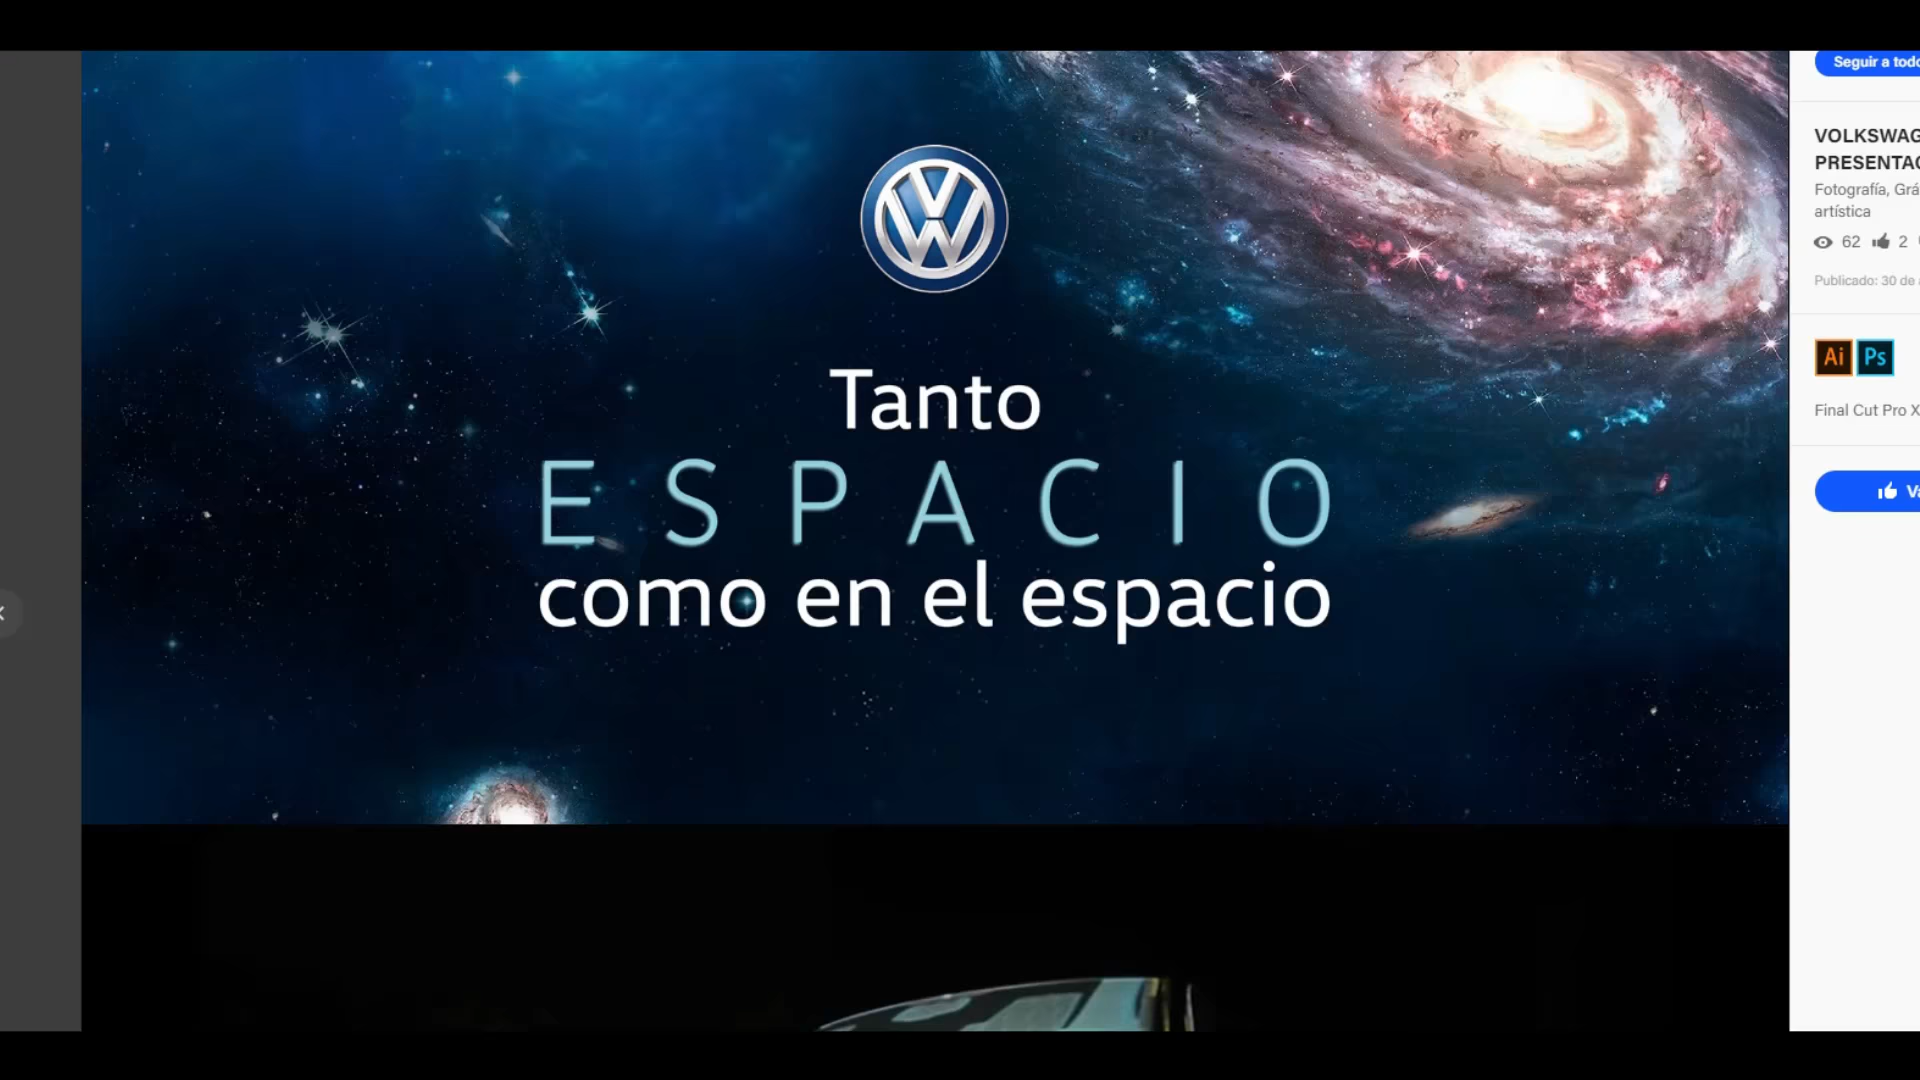 Tanto
ESPACIO
como en el espacio
Seguir a todo
VOLKSWAG
PRESENTAC
Fotografía, Grá
artística
62 2
Publicado: 30 de
Ai Ps
Final Cut Pro X
Va